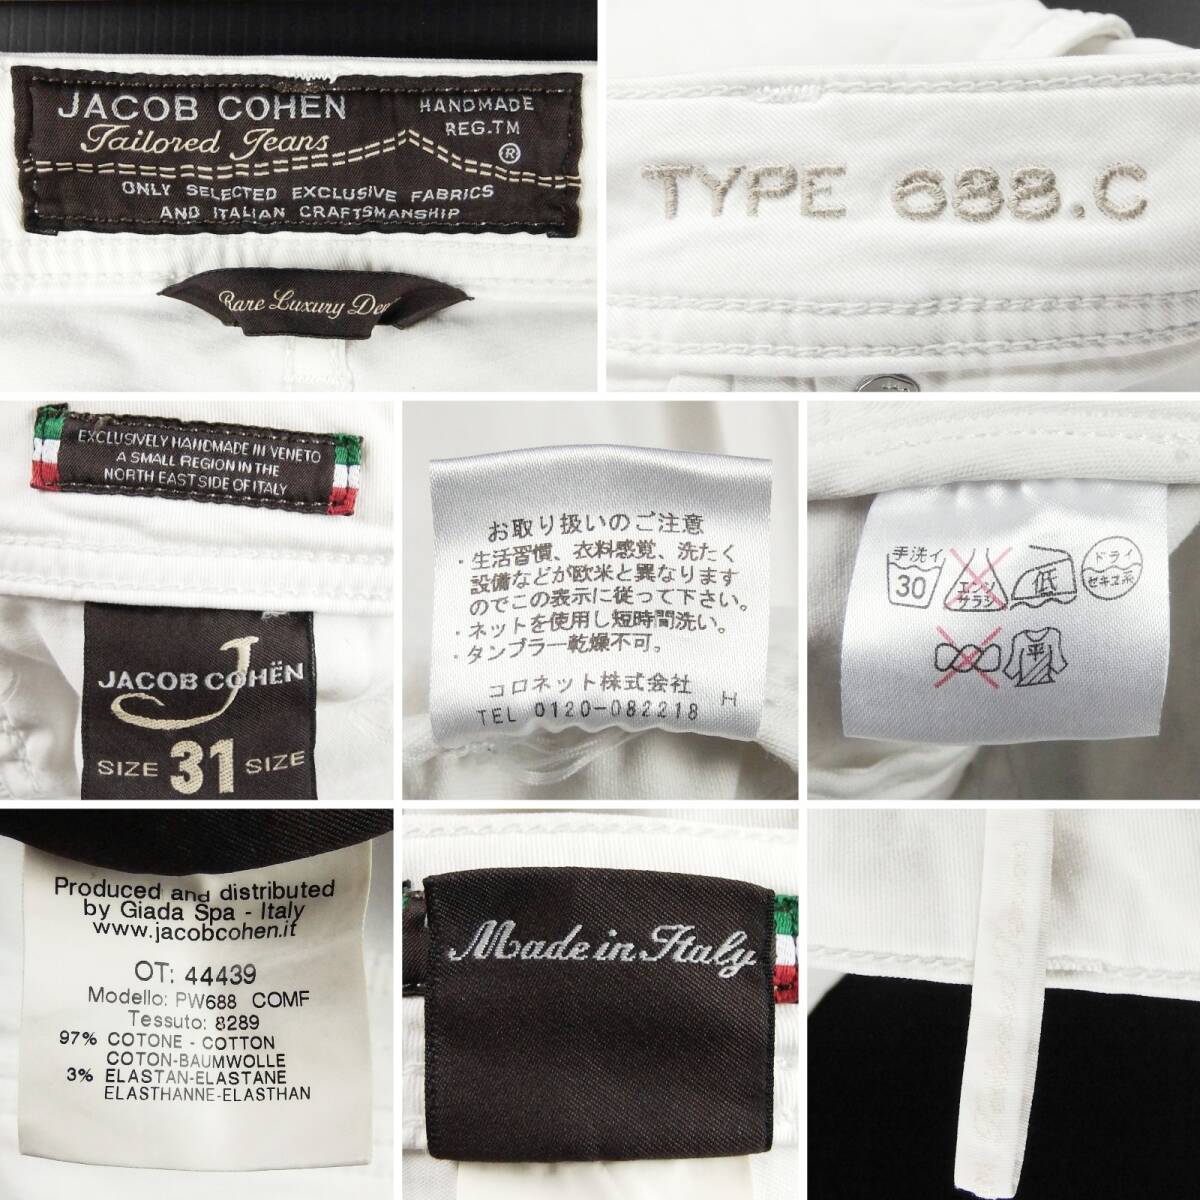 JACOB COHEN
Tailored Jeans
HANDMADE
REG.TM
®
ONLY SELECTED EXCLUSIVE FABRICS
AND ITALIAN CRAFTSMANSHIP
Rare Luxury
TYPE 688.C
EXCLUSIVELY HANDMADE IN VENETO
A SMALL REGION IN THE
NORTH EAST SIDE OF ITALY
J
JACOB COHËN
SIZE 31 SIZE
お取り扱いのご注意
・生活習慣、衣料感覚、洗たく
設備などが欧米と異なります
のでこの表示に従って下さい。
・ネットを使用し短時間洗い。
・タンブラー乾燥不可。
コロネット株式会社
TEL 0120-082218 H
手洗イ
30
エンソ
サラシ
低
ドライ
セキユ系
平
Produced and distributed
by Giada Spa - Italy
www.jacobcohen.it
OT: 44439
Modello: PW688 COMF
Tessuto: 8289
97% COTONE - COTTON
COTON-BAUMWOLLE
3% ELASTAN-ELASTANE
ELASTHANNE-ELASTHAN
Made in Italy